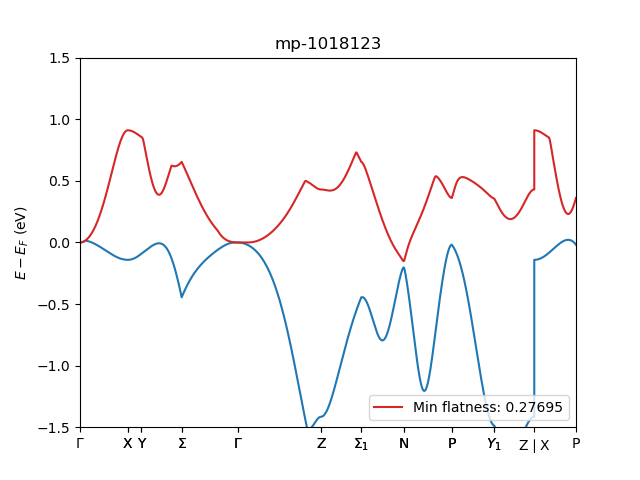 mp-1018123
1.5
1.0
0.5
0.0
−0.5
−1.0
−1.5
E − E_F (eV)
Min flatness: 0.27695
Γ X Y Σ Γ Z Σ₁ N P Y₁ Z | X P